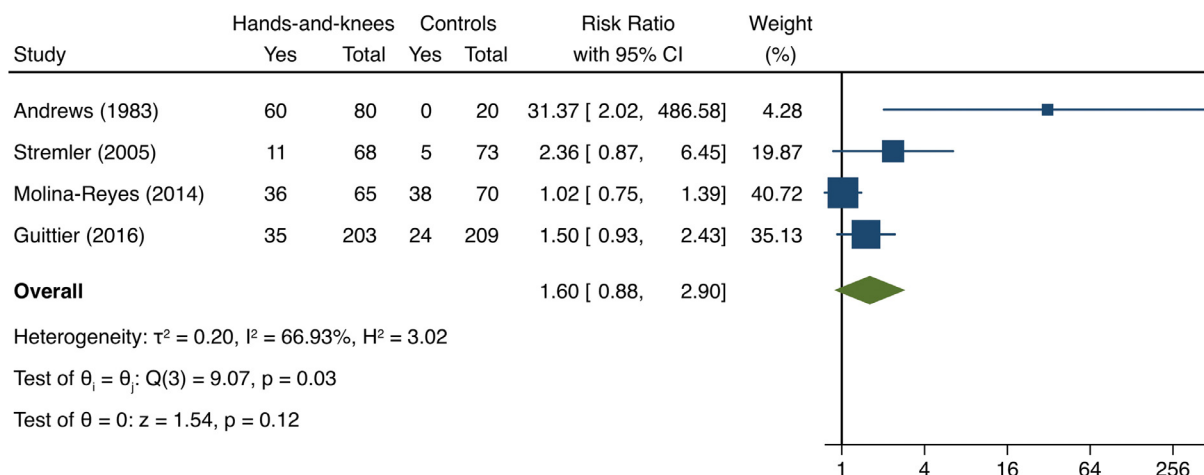 Hands-and-knees Controls Risk Ratio Weight
Study Yes Total Yes Total with 95% CI (%)
Andrews (1983) 60 80 0 20 31.37 [ 2.02, 486.58] 4.28
Stremler (2005) 11 68 5 73 2.36 [ 0.87, 6.45] 19.87
Molina-Reyes (2014) 36 65 38 70 1.02 [ 0.75, 1.39] 40.72
Guittier (2016) 35 203 24 209 1.50 [ 0.93, 2.43] 35.13
Overall 1.60 [ 0.88, 2.90]
Heterogeneity: τ² = 0.20, I² = 66.93%, H² = 3.02
Test of θᵢ = θⱼ: Q(3) = 9.07, p = 0.03
Test of θ = 0: z = 1.54, p = 0.12
1 4 16 64 256